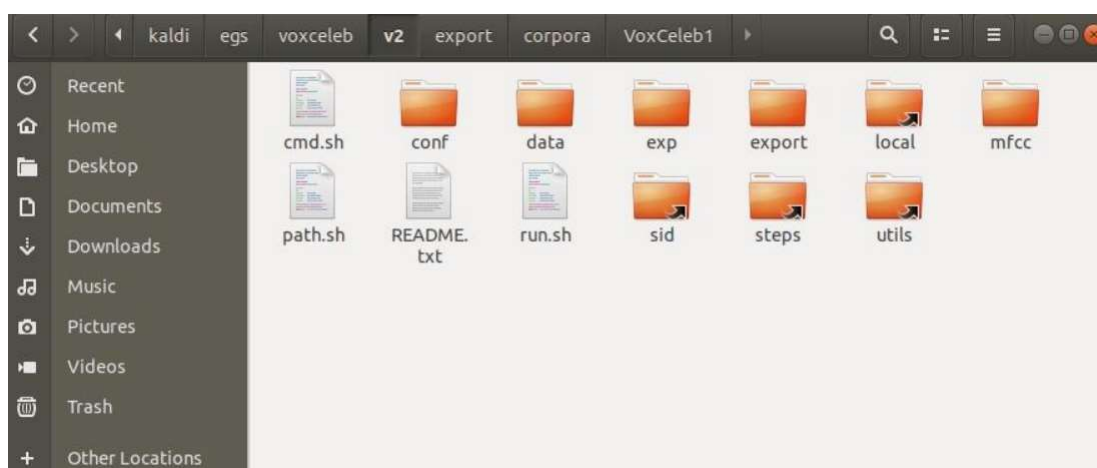 kaldi egs voxceleb v2 export corpora VoxCeleb1
Recent
Home
Desktop
Documents
Downloads
Music
Pictures
Videos
Trash
Other Locations
cmd.sh conf data exp export local mfcc
path.sh README. run.sh sid steps utils
txt